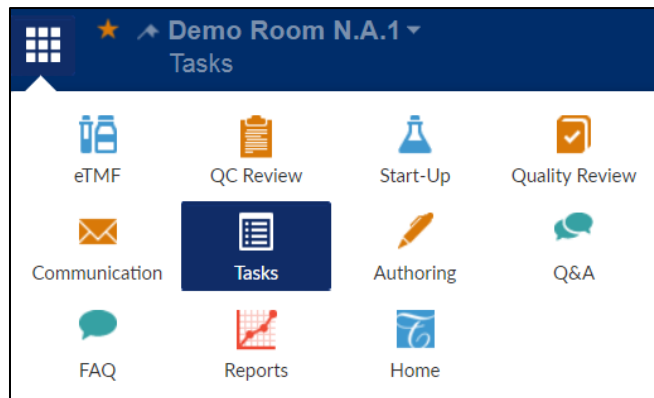 Demo Room N.A.1
Tasks
eTMF
QC Review
Start-Up
Quality Review
Communication
Tasks
Authoring
Q&A
FAQ
Reports
Home